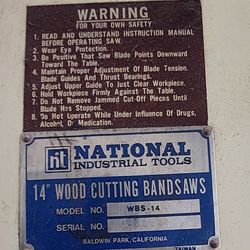 WARNING
FOR YOUR OWN SAFETY
1. READ AND UNDERSTAND INSTRUCTION MANUAL
BEFORE OPERATING SAW.
2. Wear Eye Protection.
3. Be Positive That Saw Blade Points Downward
Toward The Table.
4. Maintain Proper Adjustment Of Blade Tension,
Blade Guides And Thrust Bearings.
5. Adjust Upper Guide To Just Clear Workpiece.
6. Hold Workpiece Firmly Against The Table.
7. Do Not Remove Jammed Cut-Off Pieces Until
Blade Has Stopped.
8. Do Not Operate While Under Influence Of Drugs,
Alcohol, Or Medication.
nt NATIONAL
INDUSTRIAL TOOLS
14" WOOD CUTTING BANDSAWS
MODEL NO. WBS-14
SERIAL NO.
BALDWIN PARK, CALIFORNIA
TAIWAN